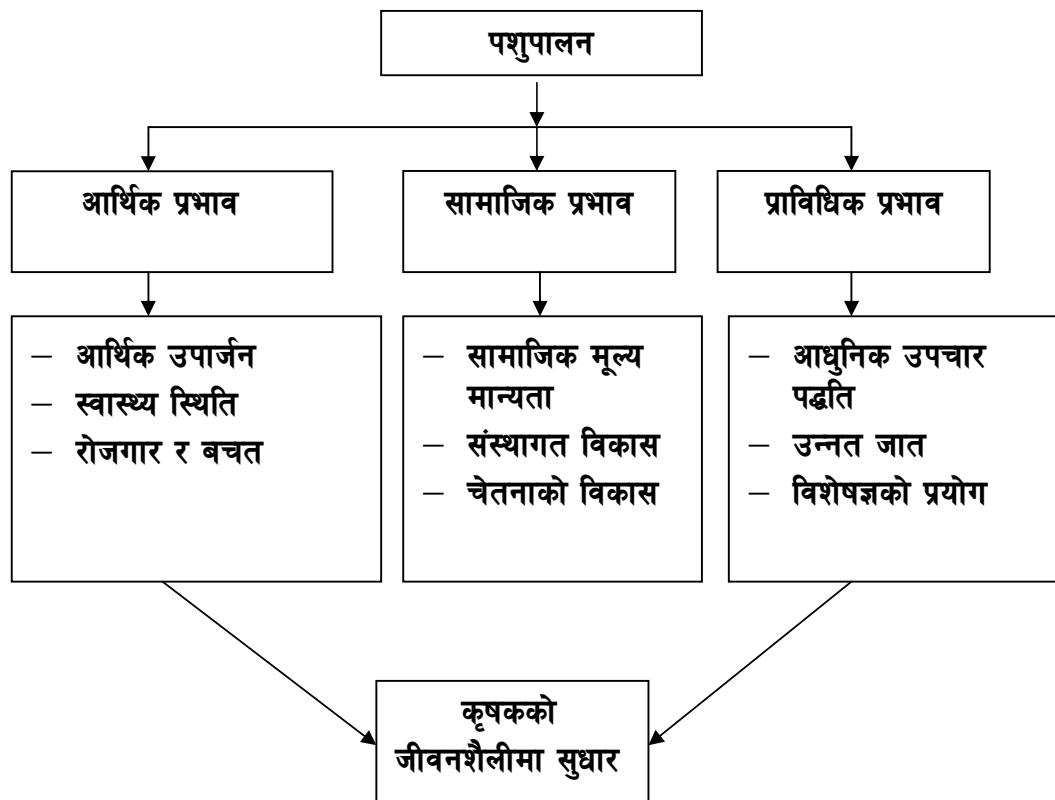 पशुपालन
आर्थिक प्रभाव
सामाजिक प्रभाव
प्राविधिक प्रभाव
– आर्थिक उपार्जन
– स्वास्थ्य स्थिति
– रोजगार र बचत
– सामाजिक मूल्य
मान्यता
– संस्थागत विकास
– चेतनाको विकास
– आधुनिक उपचार
पद्धति
– उन्नत जात
– विशेषज्ञको प्रयोग
कृषकको
जीवनशैलीमा सुधार